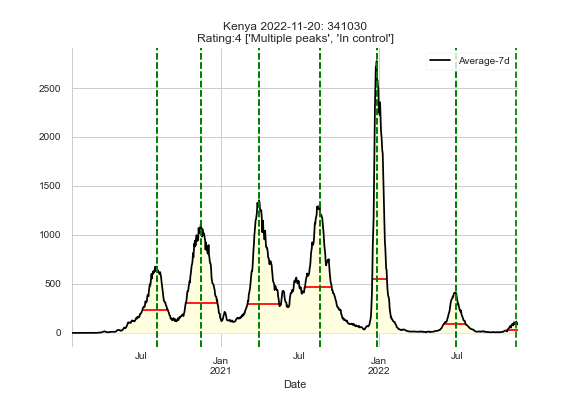 Kenya 2022-11-20: 341030
Rating:4 ['Multiple peaks', 'In control']
Average-7d
2500
2000
1500
1000
500
0
Jul
Jan
2021
Jul
Jan
2022
Jul
Date